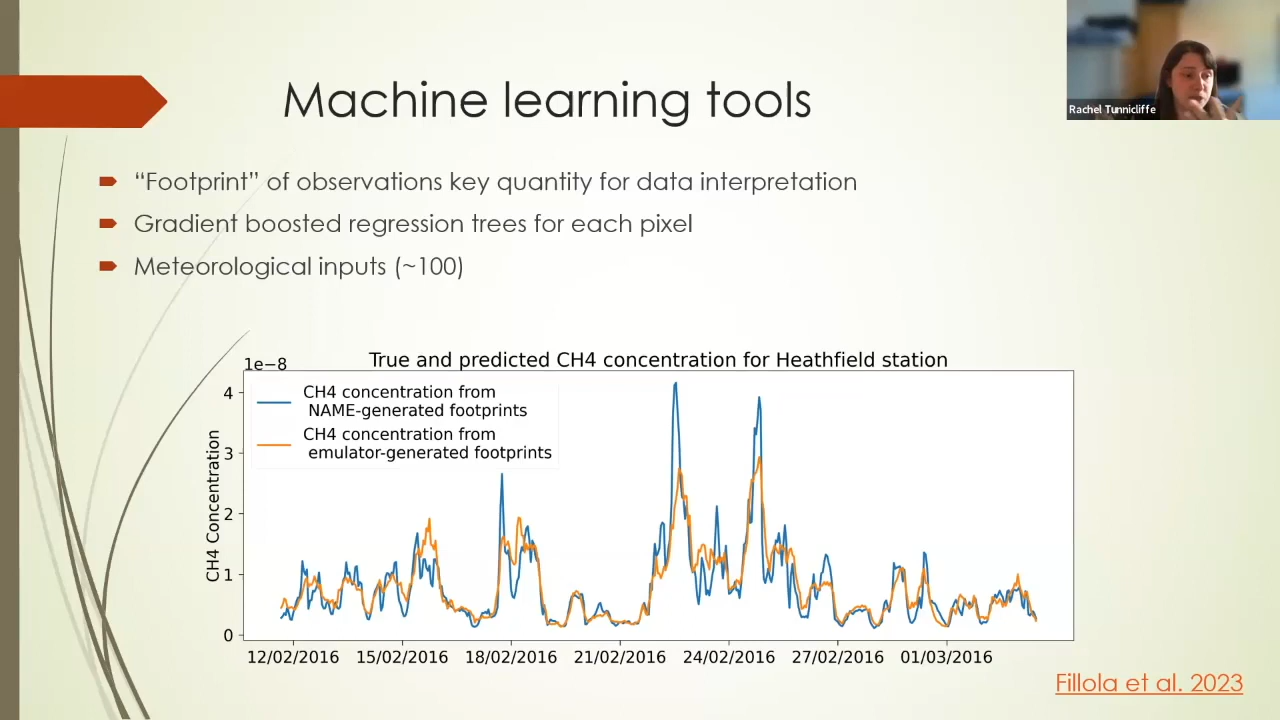 Machine learning tools
Rachel Tunnicliffe
“Footprint” of observations key quantity for data interpretation
Gradient boosted regression trees for each pixel
Meteorological inputs (~100)
True and predicted CH4 concentration for Heathfield station
1e−8
CH4 concentration from
NAME-generated footprints
CH4 concentration from
emulator-generated footprints
CH4 Concentration
4
3
2
1
0
12/02/2016 15/02/2016 18/02/2016 21/02/2016 24/02/2016 27/02/2016 01/03/2016
Fillola et al. 2023